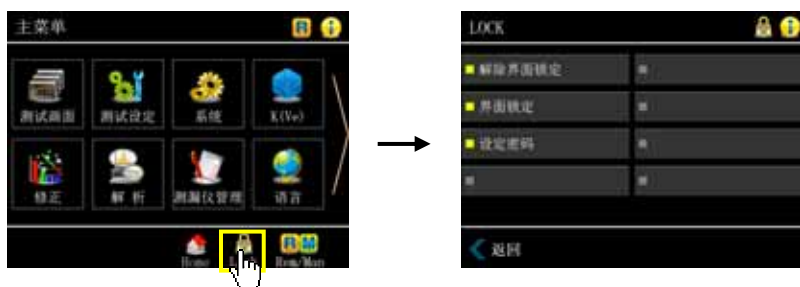 主菜单
测试画面 测试设定 系统 K(Ve)
修正 解析 测漏仪管理 语言
Home Lock Rem/Man
LOCK
解除界面锁定
界面锁定
设定密码
返回